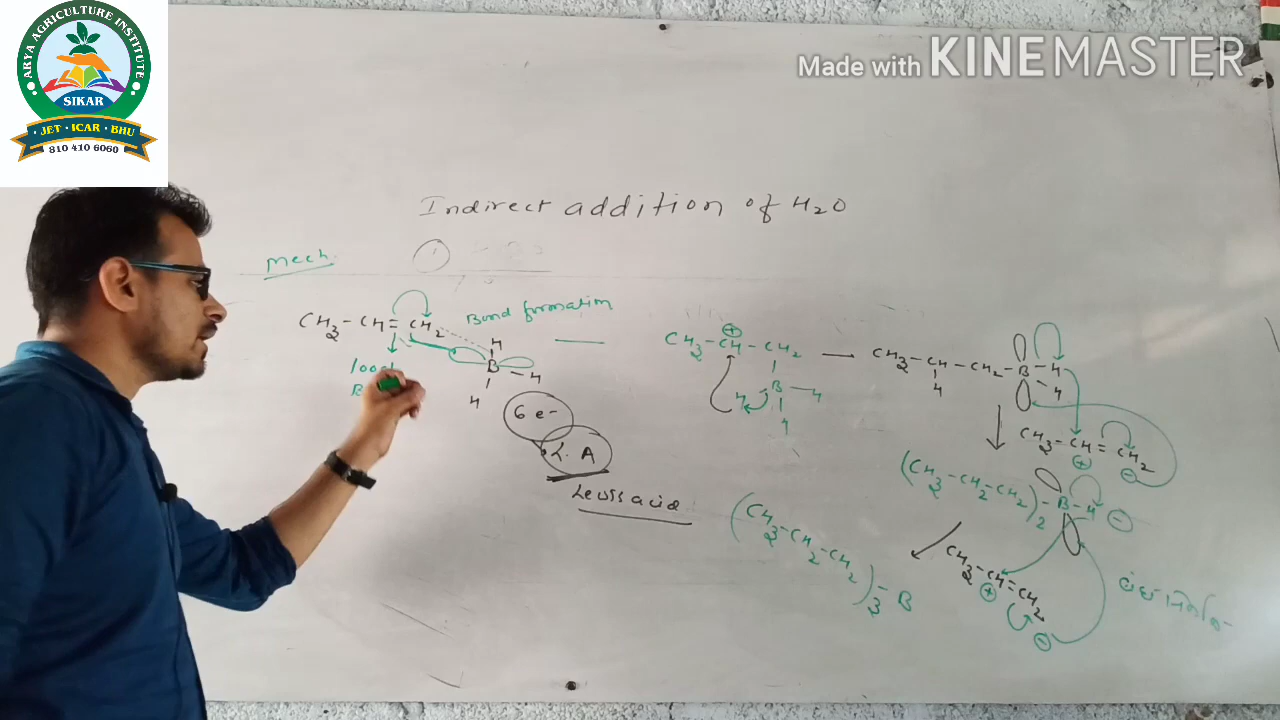 ARYA AGRICULTURE INSTITUTE
SIKAR
JET · ICAR · BHU
810 410 6060
Made with KINEMASTER
Indirect addition of H2O
Mech.
1
CH3 - CH = CH2
Bond formation
H
B - H
H
6 e-
L. A
Lewiss acid
CH3 - CH - CH2
⊕
H B - H
H
CH3 - CH - CH2 - B - H
H H
CH3 - CH = CH2
⊕ ⊖
(CH3 - CH2 - CH2)2 - B - H ⊖
CH3 - CH = CH2
⊕ ⊖
(CH3 - CH2 - CH2)3 - B